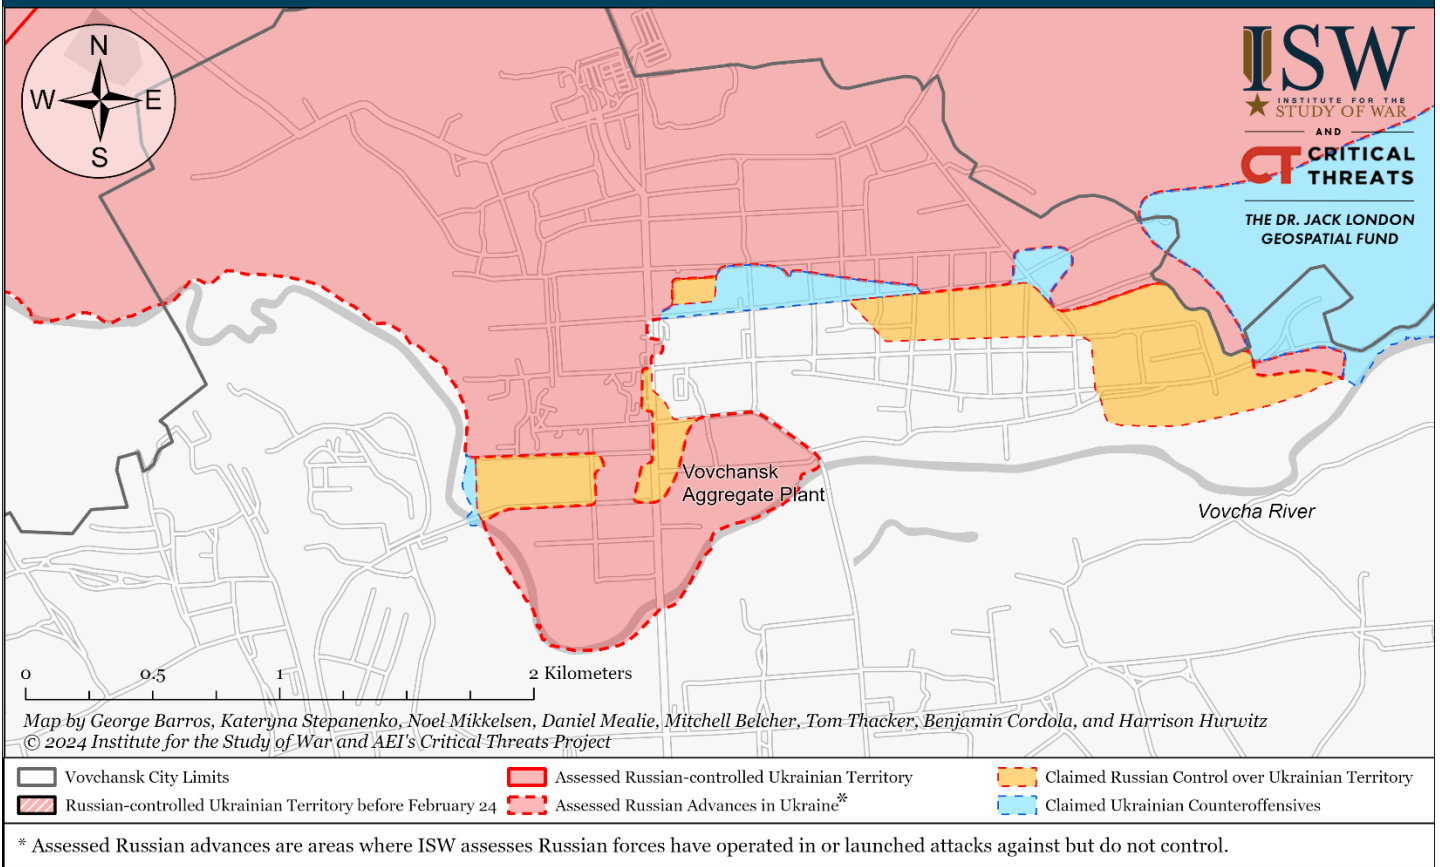 N
W E
S
ISW
INSTITUTE FOR THE
STUDY OF WAR
AND
CT CRITICAL
THREATS
THE DR. JACK LONDON
GEOSPATIAL FUND
Vovchansk
Aggregate Plant
Vovcha River
0 0.5 1 2 Kilometers
Map by George Barros, Kateryna Stepanenko, Noel Mikkelsen, Daniel Mealie, Mitchell Belcher, Tom Thacker, Benjamin Cordola, and Harrison Hurwitz
© 2024 Institute for the Study of War and AEI's Critical Threats Project
Vovchansk City Limits
Assessed Russian-controlled Ukrainian Territory
Claimed Russian Control over Ukrainian Territory
Russian-controlled Ukrainian Territory before February 24
Assessed Russian Advances in Ukraine*
Claimed Ukrainian Counteroffensives
* Assessed Russian advances are areas where ISW assesses Russian forces have operated in or launched attacks against but do not control.